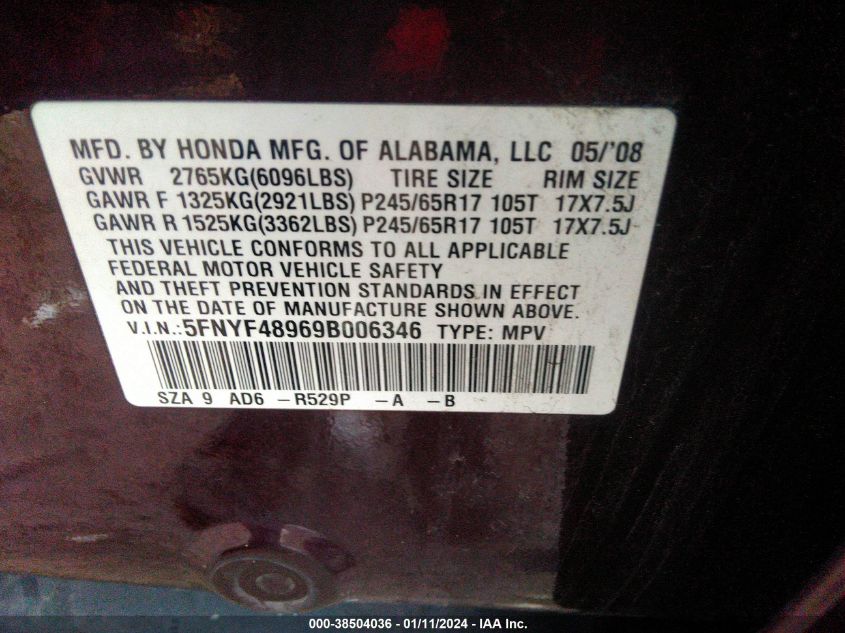 MFD. BY HONDA MFG. OF ALABAMA, LLC 05/'08
GVWR 2765KG(6096LBS) TIRE SIZE RIM SIZE
GAWR F 1325KG(2921LBS) P245/65R17 105T 17X7.5J
GAWR R 1525KG(3362LBS) P245/65R17 105T 17X7.5J
THIS VEHICLE CONFORMS TO ALL APPLICABLE
FEDERAL MOTOR VEHICLE SAFETY
AND THEFT PREVENTION STANDARDS IN EFFECT
ON THE DATE OF MANUFACTURE SHOWN ABOVE.
V.I.N.:5FNYF48969B006346 TYPE: MPV
SZA 9 AD6 –R529P –A –B
000-38504036 - 01/11/2024 - IAA Inc.